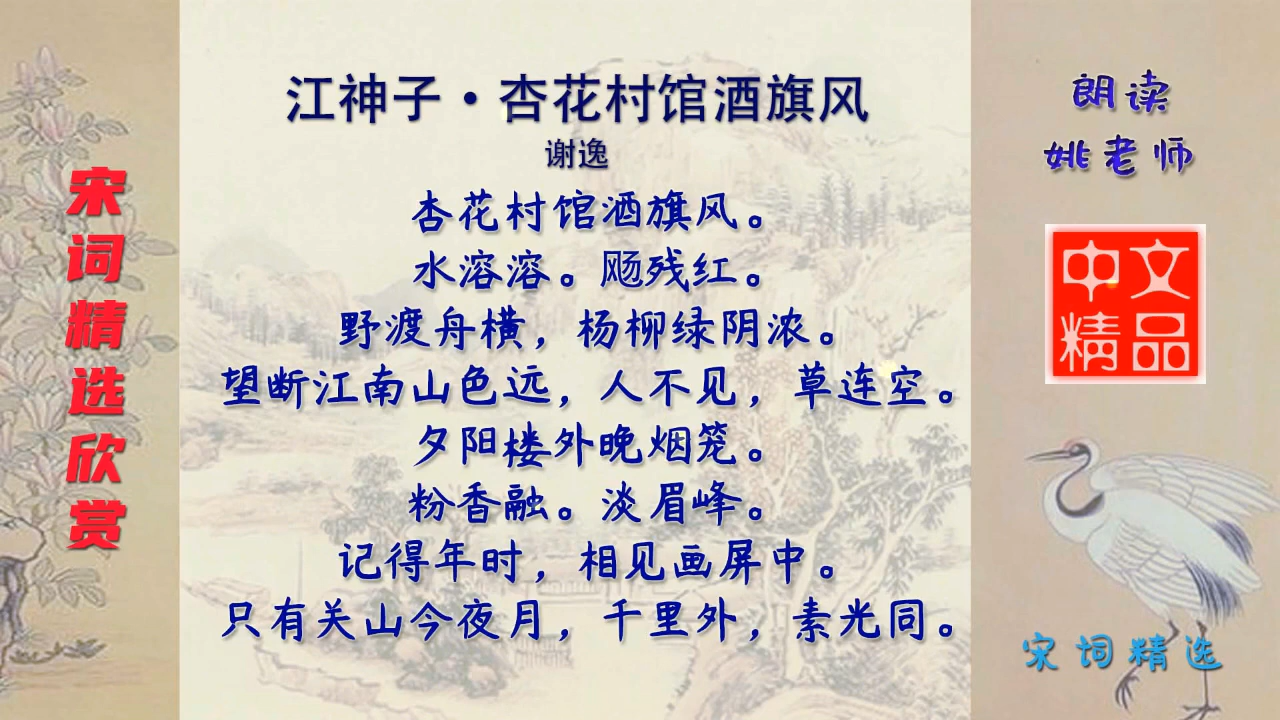 江神子·杏花村馆酒旗风
谢逸
杏花村馆酒旗风。
水溶溶。飏残红。
野渡舟横，杨柳绿阴浓。
望断江南山色远，人不见，草连空。
夕阳楼外晚烟笼。
粉香融。淡眉峰。
记得年时，相见画屏中。
只有关山今夜月，千里外，素光同。
宋词精选欣赏
朗读
姚老师
中文
精品
宋词精选